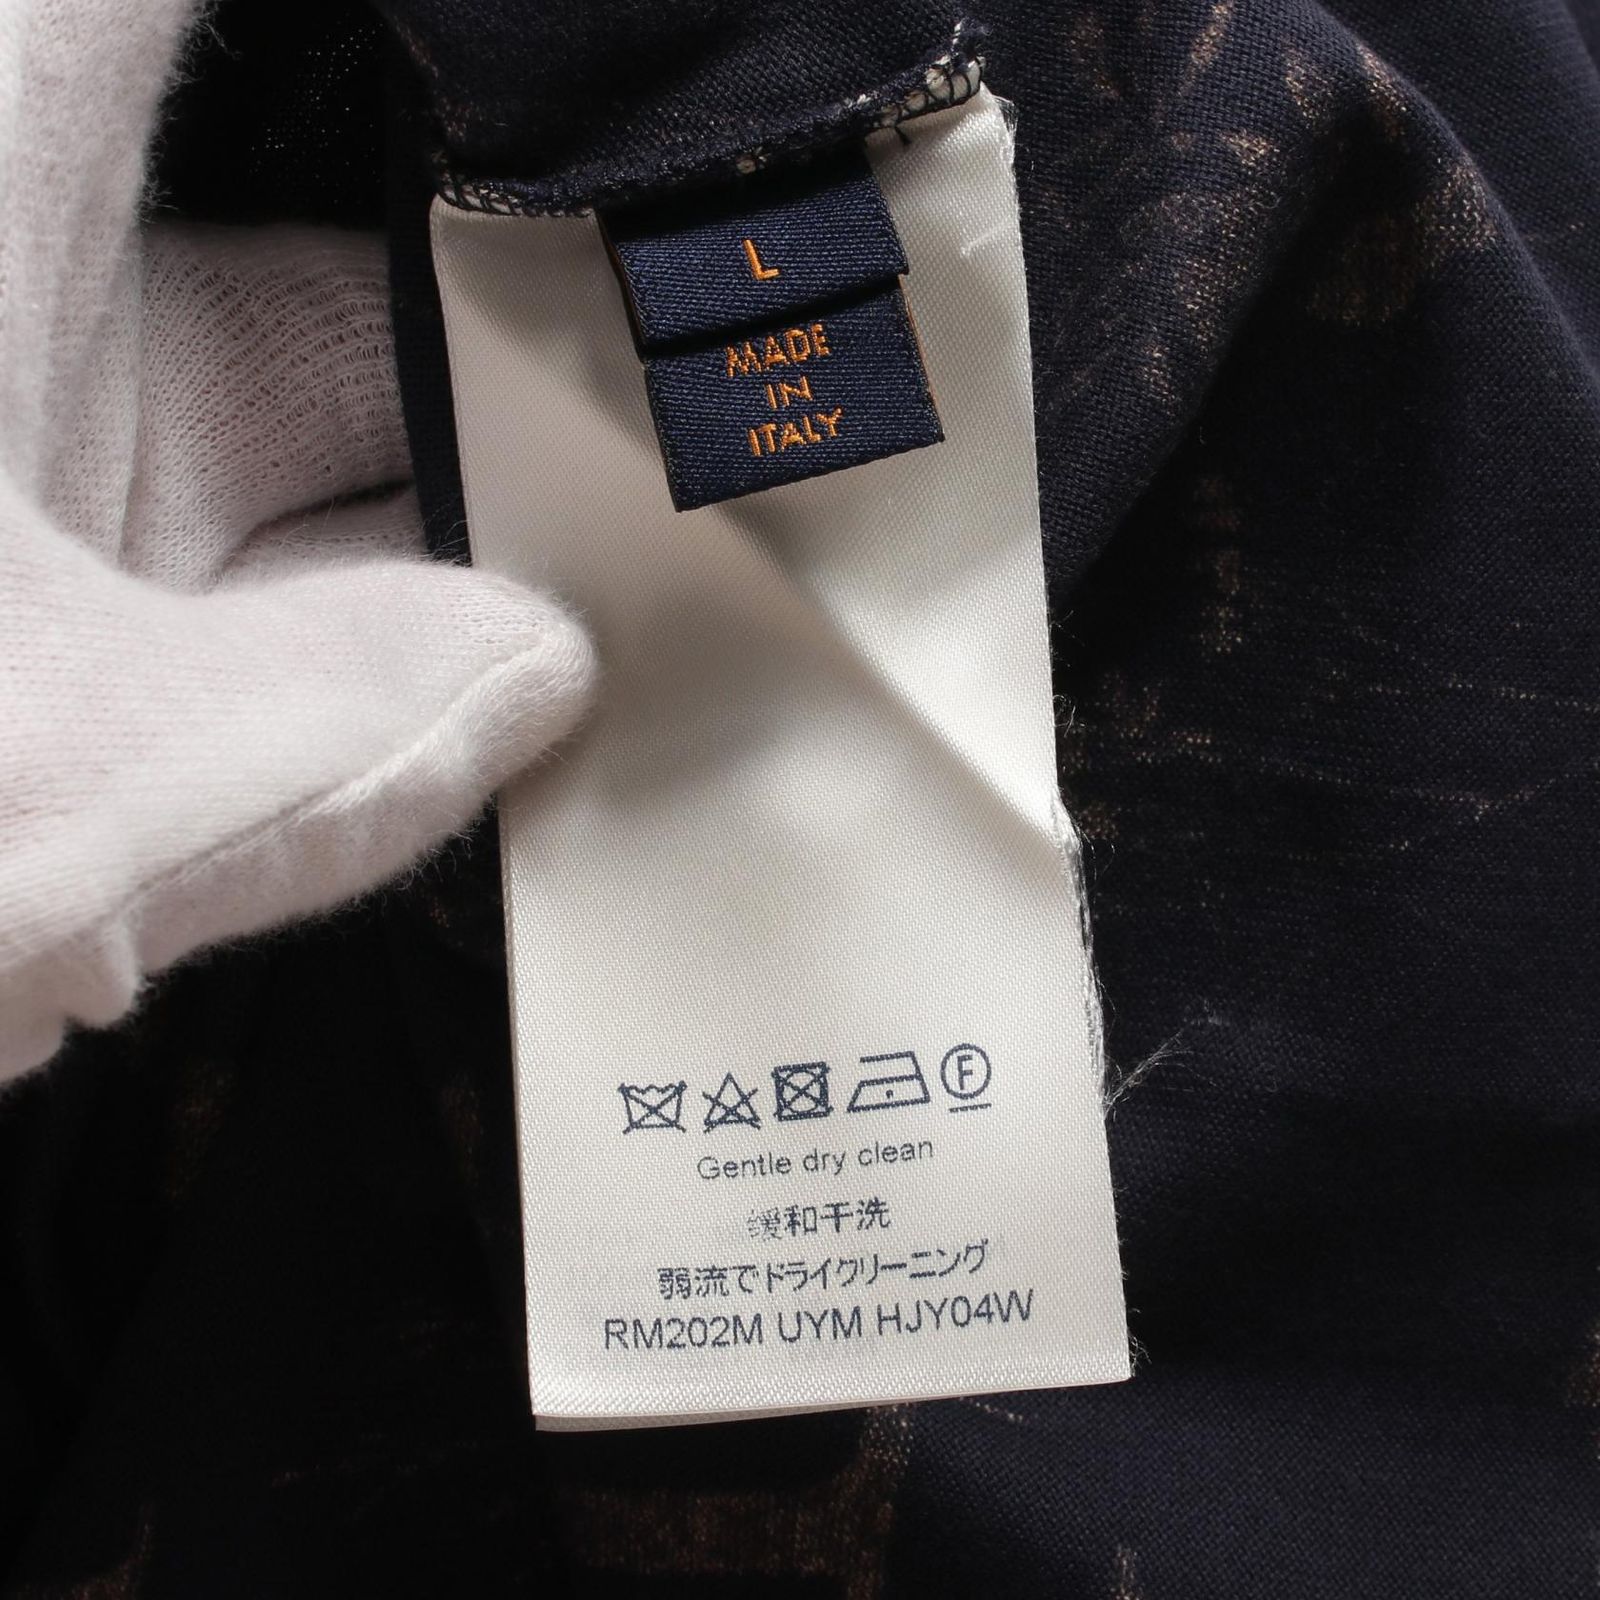 L
MADE
IN
ITALY
F
Gentle dry clean
缓和干洗
弱流でドライクリーニング
RM202M UYM HJY04W